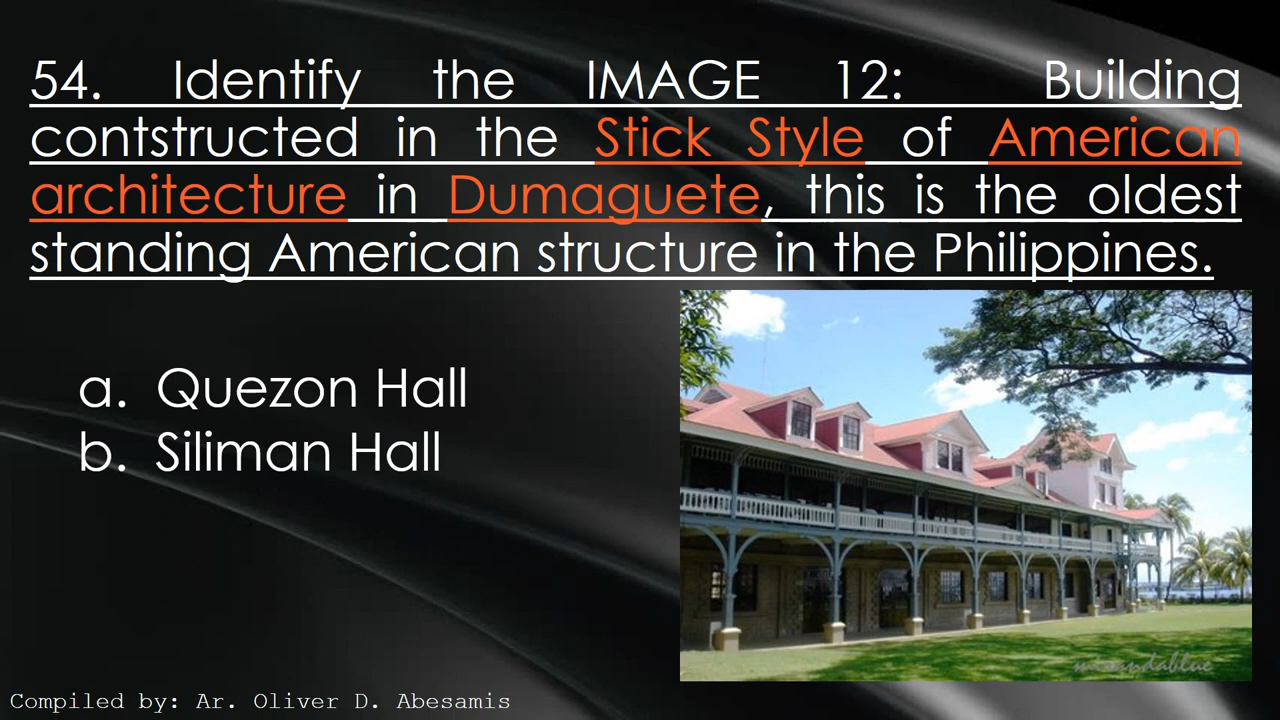 54. Identify the IMAGE 12: Building
contstructed in the Stick Style of American
architecture in Dumaguete, this is the oldest
standing American structure in the Philippines.
a. Quezon Hall
b. Siliman Hall
mirandablue
Compiled by: Ar. Oliver D. Abesamis